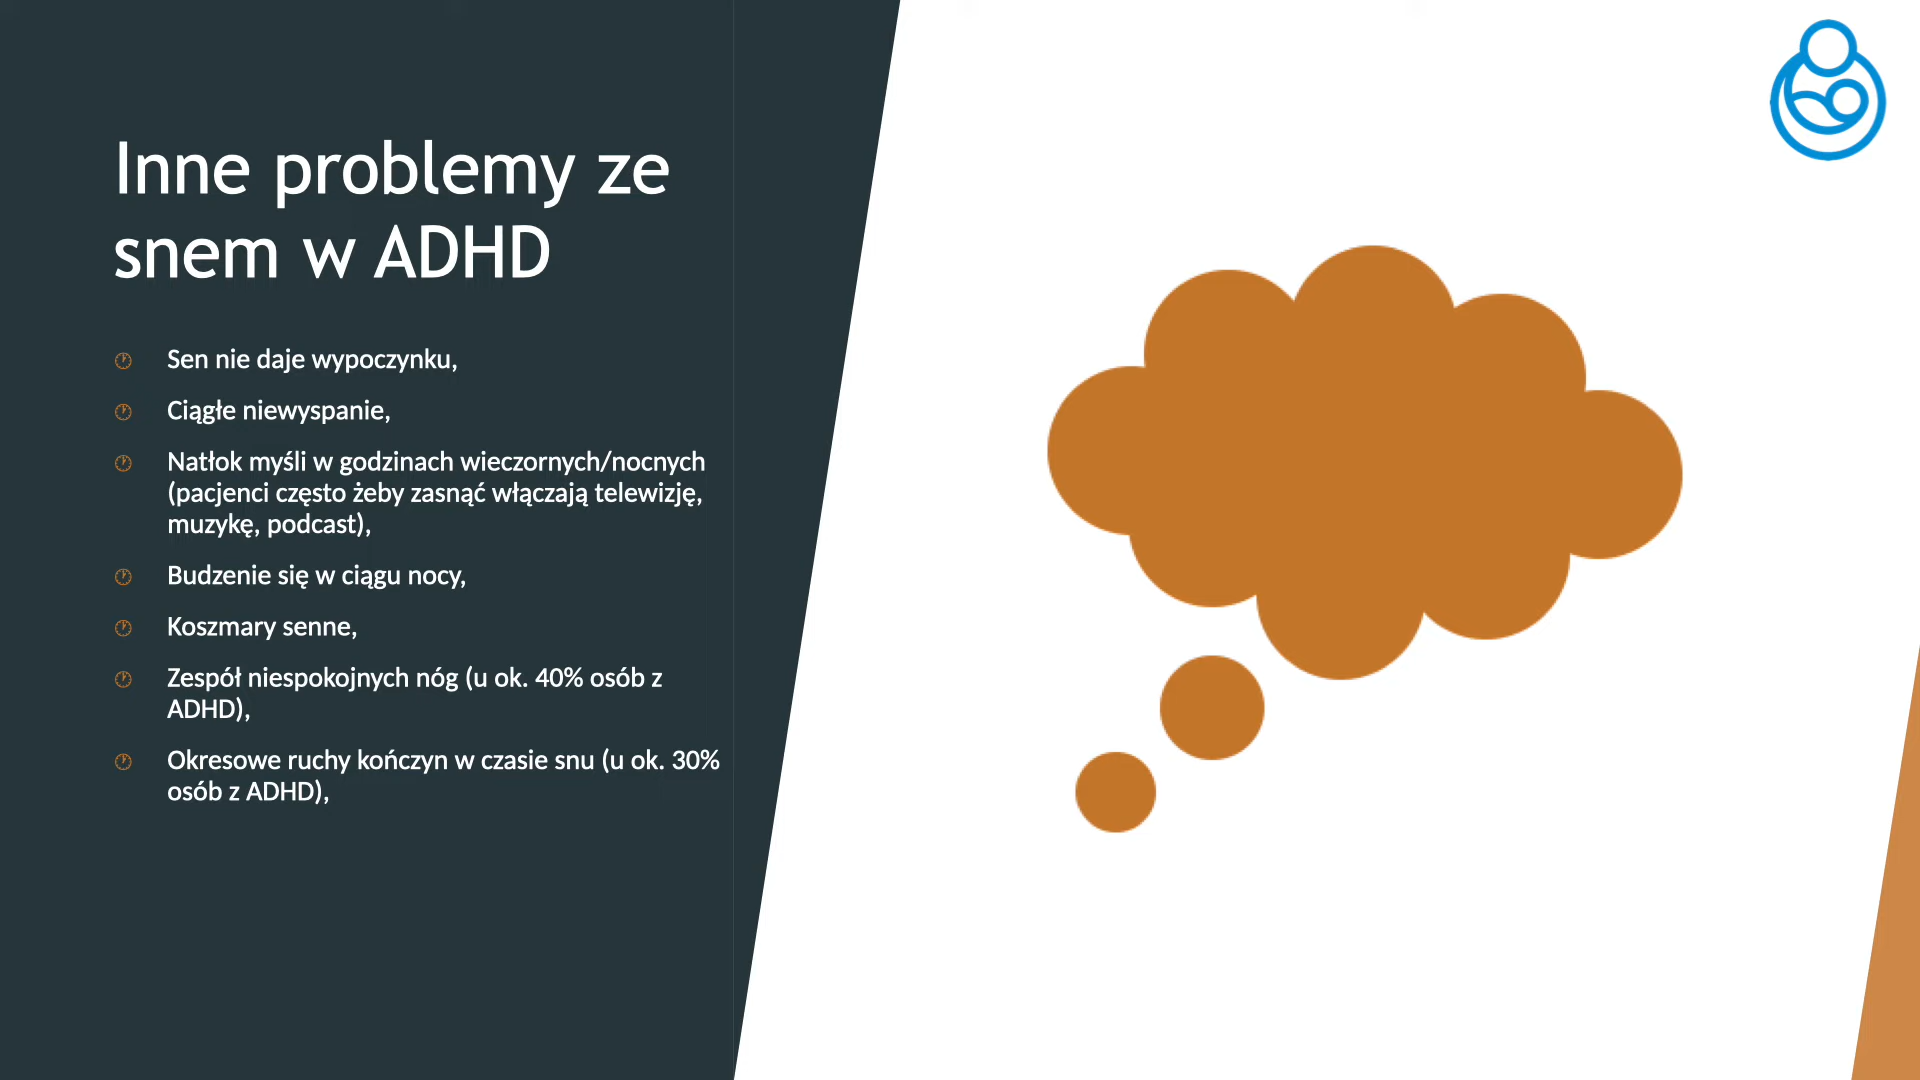 Inne problemy ze
snem w ADHD
Sen nie daje wypoczynku,
Ciągłe niewyspanie,
Natłok myśli w godzinach wieczornych/nocnych
(pacjenci często żeby zasnąć włączają telewizję,
muzykę, podcast),
Budzenie się w ciągu nocy,
Koszmary senne,
Zespół niespokojnych nóg (u ok. 40% osób z
ADHD),
Okresowe ruchy kończyn w czasie snu (u ok. 30%
osób z ADHD),